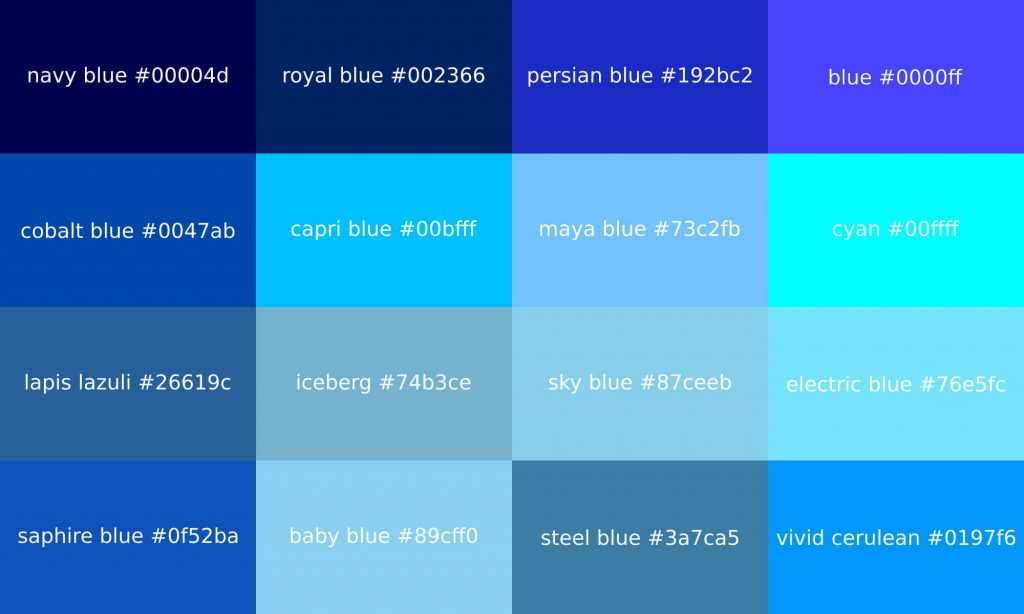 navy blue #00004d
royal blue #002366
persian blue #192bc2
blue #0000ff
cobalt blue #0047ab
capri blue #00bfff
maya blue #73c2fb
cyan #00ffff
lapis lazuli #26619c
iceberg #74b3ce
sky blue #87ceeb
electric blue #76e5fc
saphire blue #0f52ba
baby blue #89cff0
steel blue #3a7ca5
vivid cerulean #0197f6